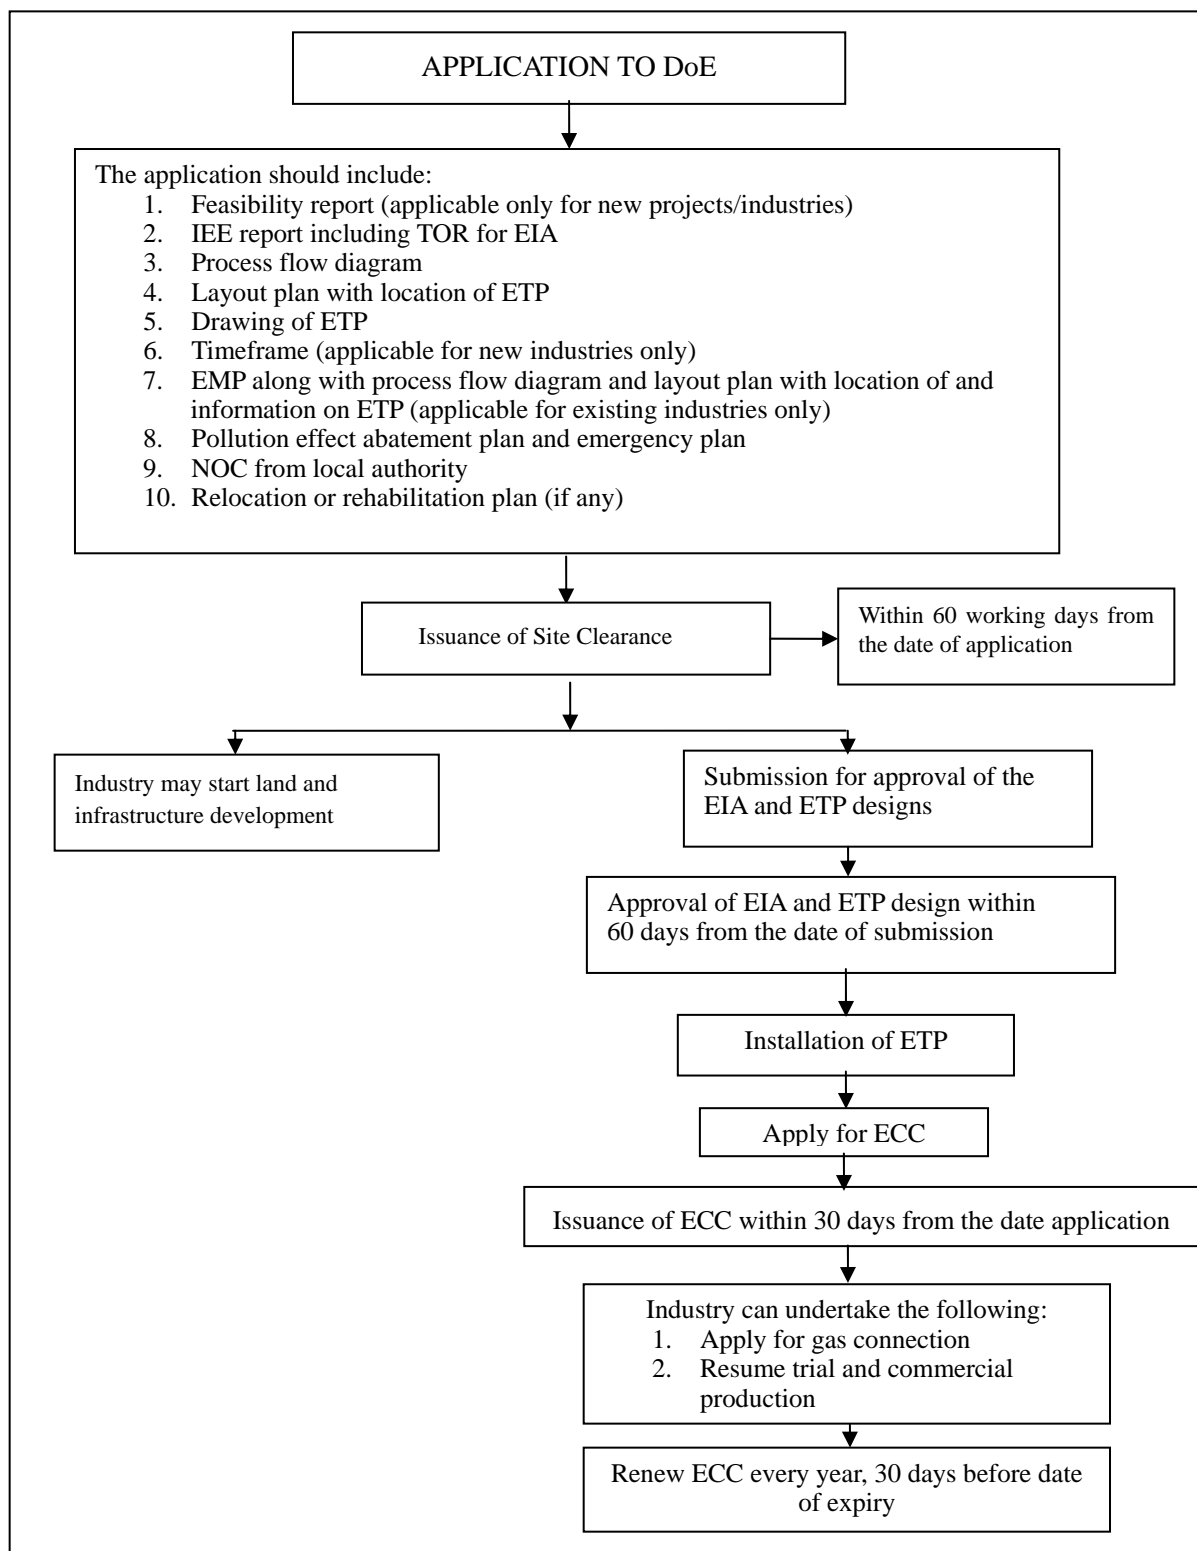 APPLICATION TO DoE
The application should include:
1. Feasibility report (applicable only for new projects/industries)
2. IEE report including TOR for EIA
3. Process flow diagram
4. Layout plan with location of ETP
5. Drawing of ETP
6. Timeframe (applicable for new industries only)
7. EMP along with process flow diagram and layout plan with location of and
information on ETP (applicable for existing industries only)
8. Pollution effect abatement plan and emergency plan
9. NOC from local authority
10. Relocation or rehabilitation plan (if any)
Issuance of Site Clearance
Within 60 working days from
the date of application
Industry may start land and
infrastructure development
Submission for approval of the
EIA and ETP designs
Approval of EIA and ETP design within
60 days from the date of submission
Installation of ETP
Apply for ECC
Issuance of ECC within 30 days from the date application
Industry can undertake the following:
1. Apply for gas connection
2. Resume trial and commercial
production
Renew ECC every year, 30 days before date
of expiry